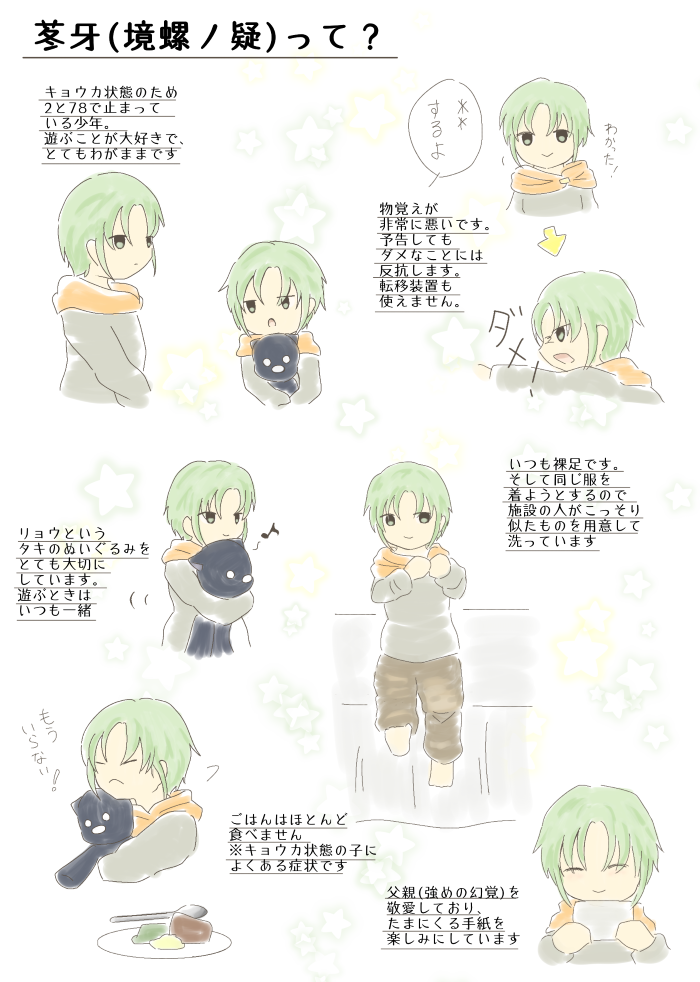 苳牙(境螺ノ疑)って？
キョウカ状態のため
2と78で止まって
いる少年。
遊ぶことが大好きで、
とてもわがままです
**
するよ
わかった！
物覚えが
非常に悪いです。
予告しても
ダメなことには
反抗します。
転移装置も
使えません。
ダメ！
いつも裸足です。
そして同じ服を
着ようとするので
施設の人がこっそり
似たものを用意して
洗っています
リョウという
タキのぬいぐるみを
とても大切に
しています。
遊ぶときは
いつも一緒
もう
いらない！
ごはんはほとんど
食べません
※キョウカ状態の子に
よくある症状です
父親(強めの幻覚)を
敬愛しており、
たまにくる手紙を
楽しみにしています